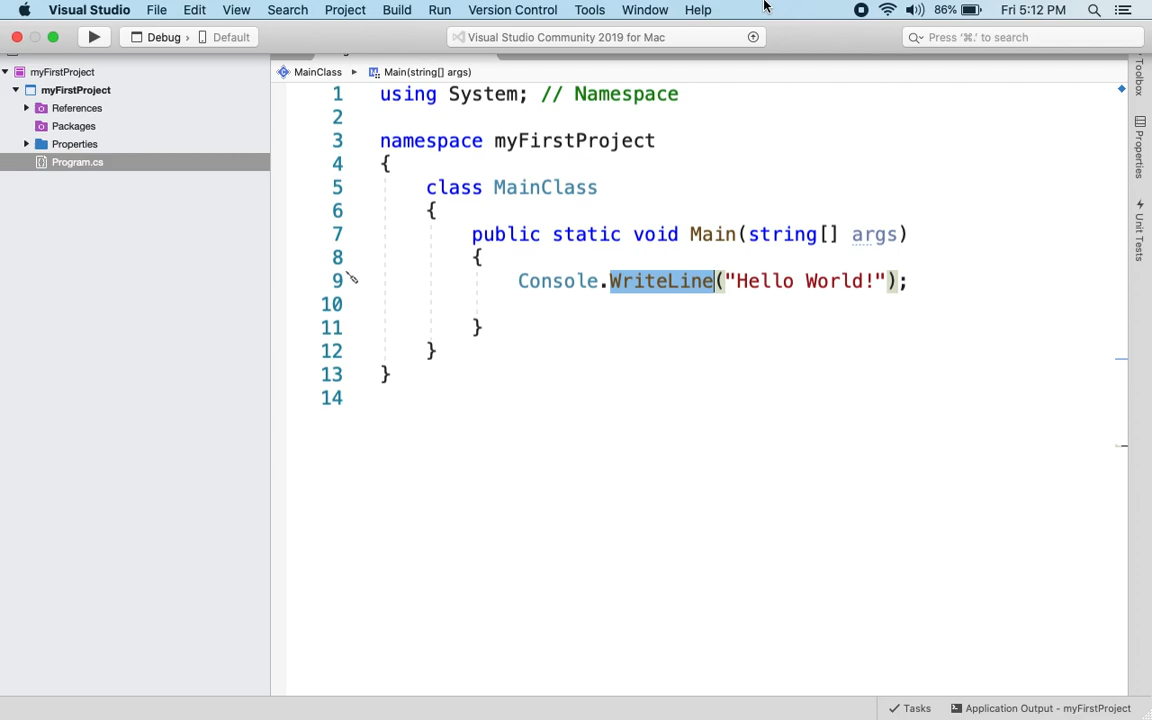 Visual Studio File Edit View Search Project Build Run Version Control Tools Window Help 86% Fri 5:12 PM
Debug › Default Visual Studio Community 2019 for Mac Press '⌘.' to search
myFirstProject
myFirstProject
References
Packages
Properties
Program.cs
MainClass Main(string[] args)
1 using System; // Namespace
2
3 namespace myFirstProject
4 {
5 class MainClass
6 {
7 public static void Main(string[] args)
8 {
9 Console.WriteLine("Hello World!");
10
11 }
12 }
13 }
14
Toolbox
Properties
Unit Tests
Tasks Application Output - myFirstProject